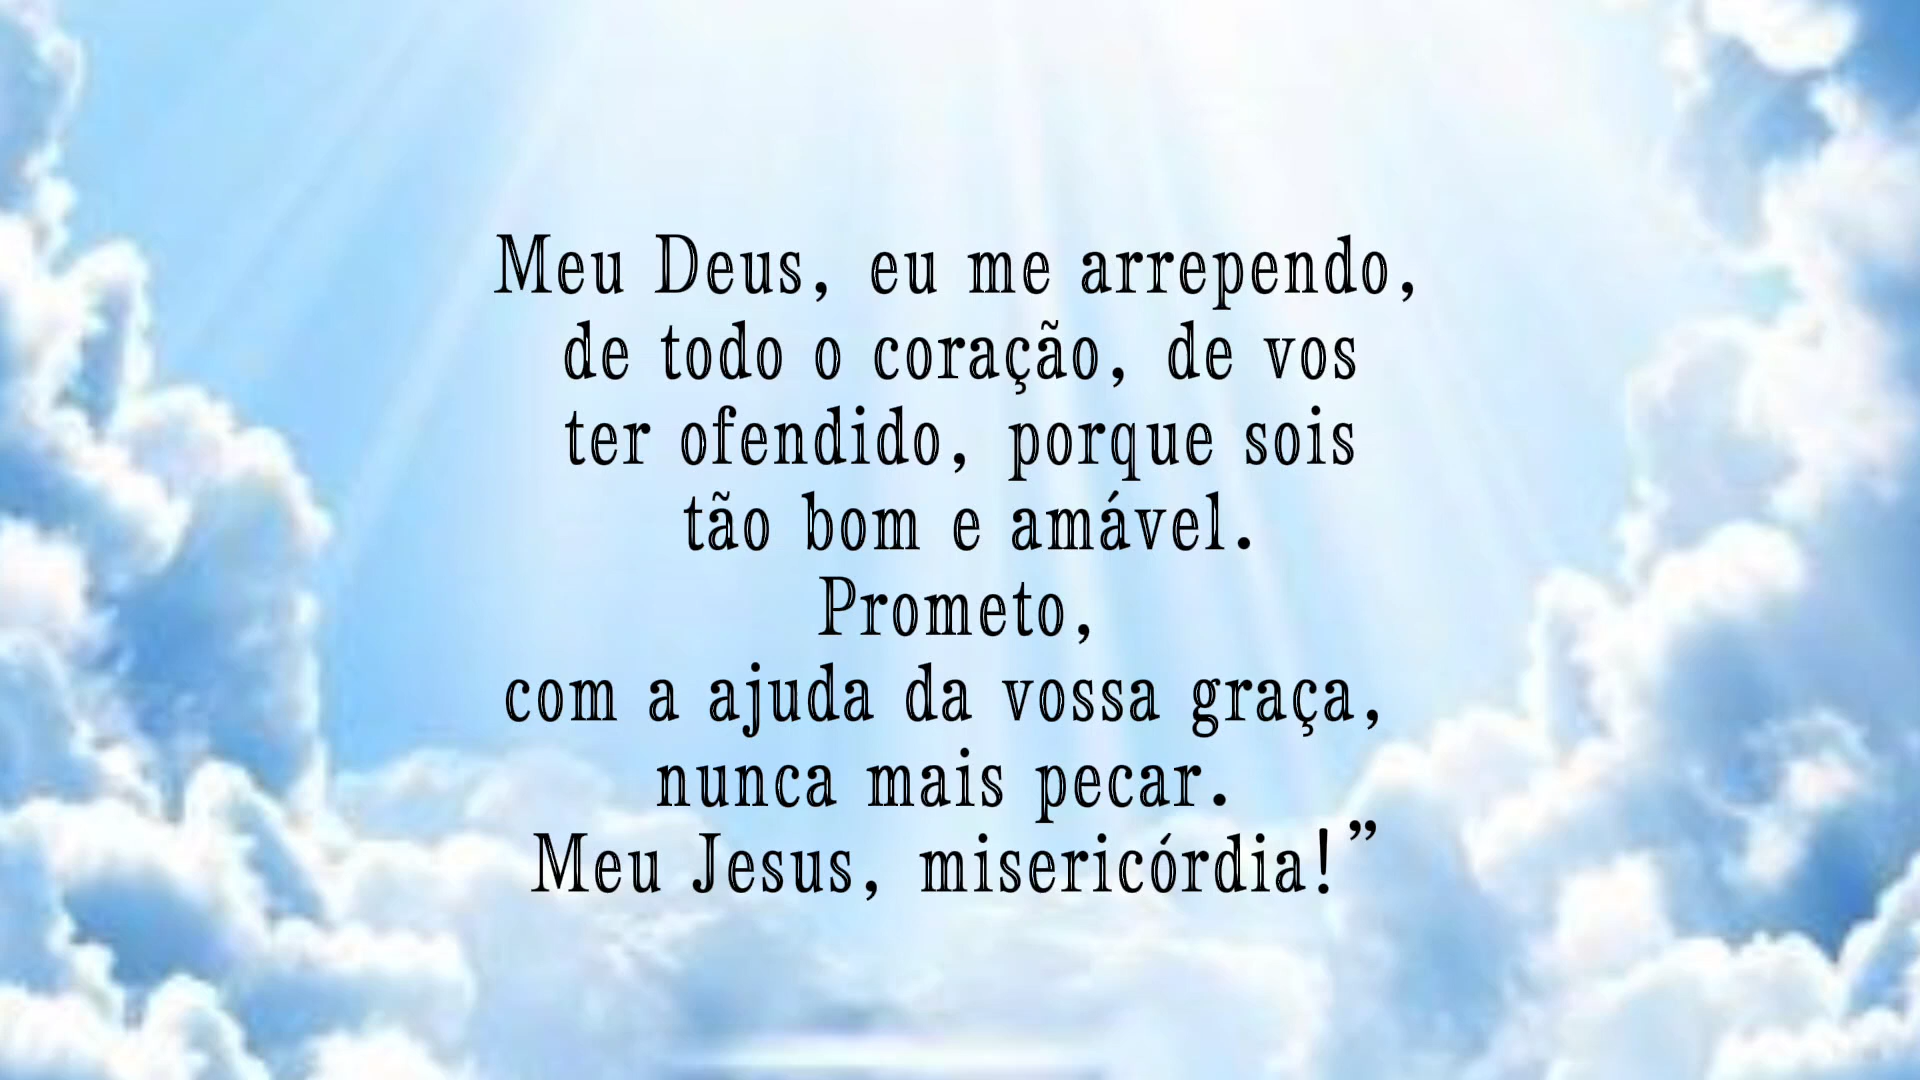 Meu Deus, eu me arrependo,
de todo o coração, de vos
ter ofendido, porque sois
tão bom e amável.
Prometo,
com a ajuda da vossa graça,
nunca mais pecar.
Meu Jesus, misericórdia!”